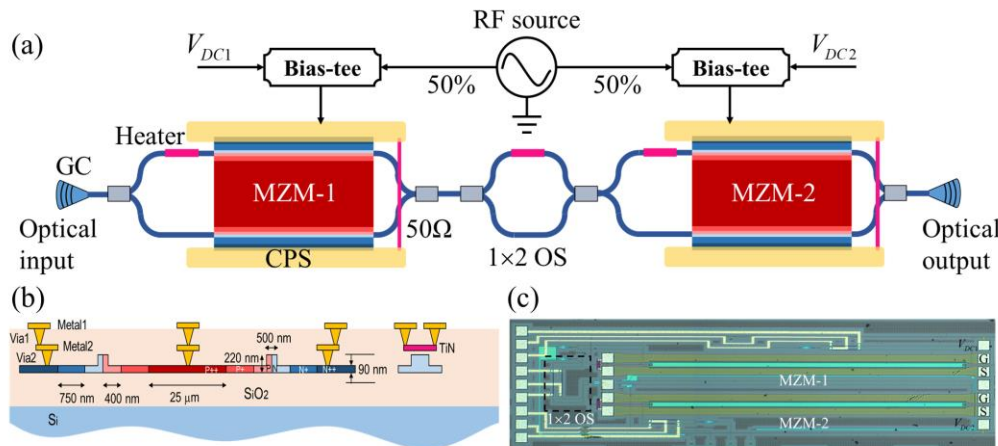 (a)
RF source
V_DC1
Bias-tee
50%
50%
Bias-tee
V_DC2
Heater
GC
MZM-1
MZM-2
Optical
input
50Ω
CPS
1×2 OS
Optical
output
(b)
Via1
Metal1
Via2
Metal2
500 nm
220 nm
TiN
P++
P+
N+
N++
90 nm
750 nm
400 nm
25 μm
SiO2
Si
(c)
V_DC1
G
S
MZM-1
G
S
1×2 OS
MZM-2
V_DC2